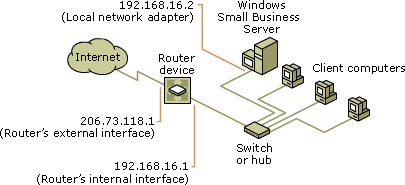 192.168.16.2
(Local network adapter)
Windows
Small Business
Server
Internet
Router
device
Client computers
206.73.118.1
(Router's external interface)
192.168.16.1
(Router's internal interface)
Switch
or hub